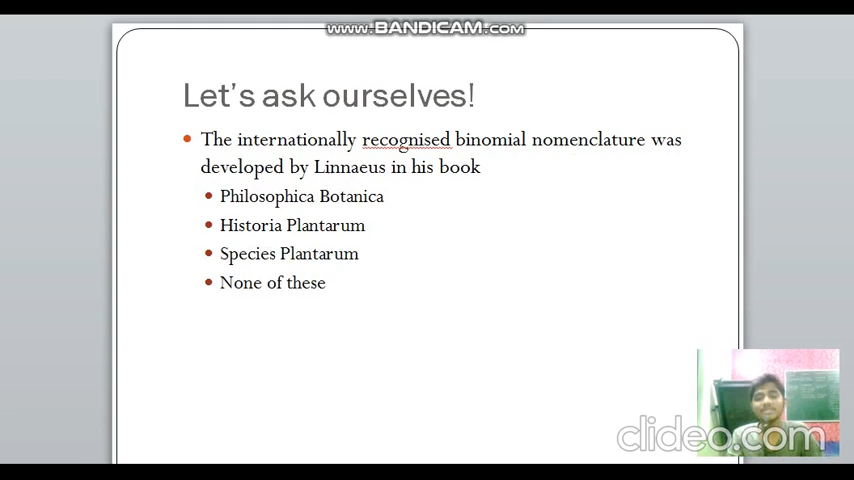 www.BANDICAM.com
Let's ask ourselves!
The internationally recognised binomial nomenclature was
developed by Linnaeus in his book
Philosophica Botanica
Historia Plantarum
Species Plantarum
None of these
clideo.com